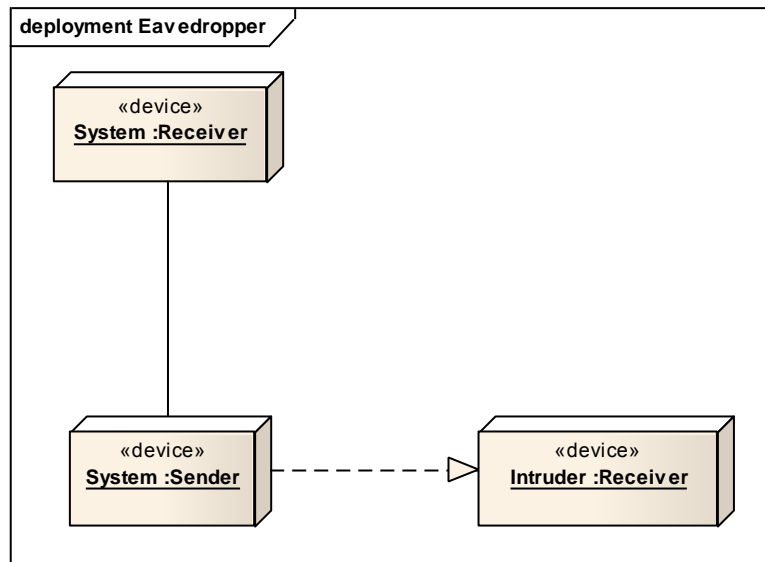 deployment Eavedropper
«device»
System :Receiver
«device»
System :Sender
«device»
Intruder :Receiver